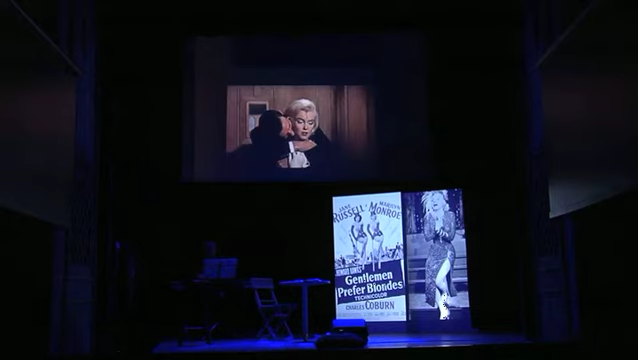 JANE MARILYN
RUSSELL MONROE
Gentlemen
Prefer Blondes
TECHNICOLOR
CHARLES
COBURN